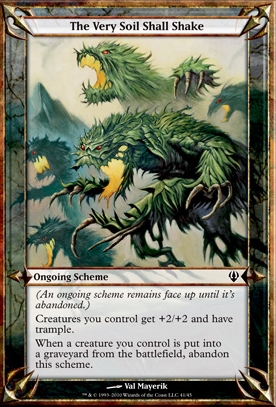 The Very Soil Shall Shake
Ongoing Scheme
(An ongoing scheme remains face up until it's
abandoned.)
Creatures you control get +2/+2 and have
trample.
When a creature you control is put into
a graveyard from the battlefield, abandon
this scheme.
Val Mayerik
™ & © 1993-2010 Wizards of the Coast LLC 41/45